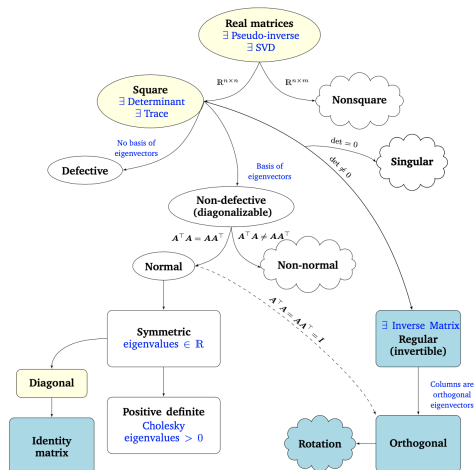 Real matrices
∃ Pseudo-inverse
∃ SVD
ℝⁿˣⁿ
ℝⁿˣᵐ
Nonsquare
Square
∃ Determinant
∃ Trace
No basis of
eigenvectors
Basis of
eigenvectors
det = 0
det ≠ 0
Singular
Defective
Non-defective
(diagonalizable)
A⊤A = AA⊤
A⊤A ≠ AA⊤
Normal
Non-normal
A⊤A = AA⊤ = I
Symmetric
eigenvalues ∈ ℝ
∃ Inverse Matrix
Regular
(invertible)
Diagonal
Positive definite
Cholesky
eigenvalues > 0
Columns are
orthogonal
eigenvectors
Identity
matrix
Rotation
Orthogonal